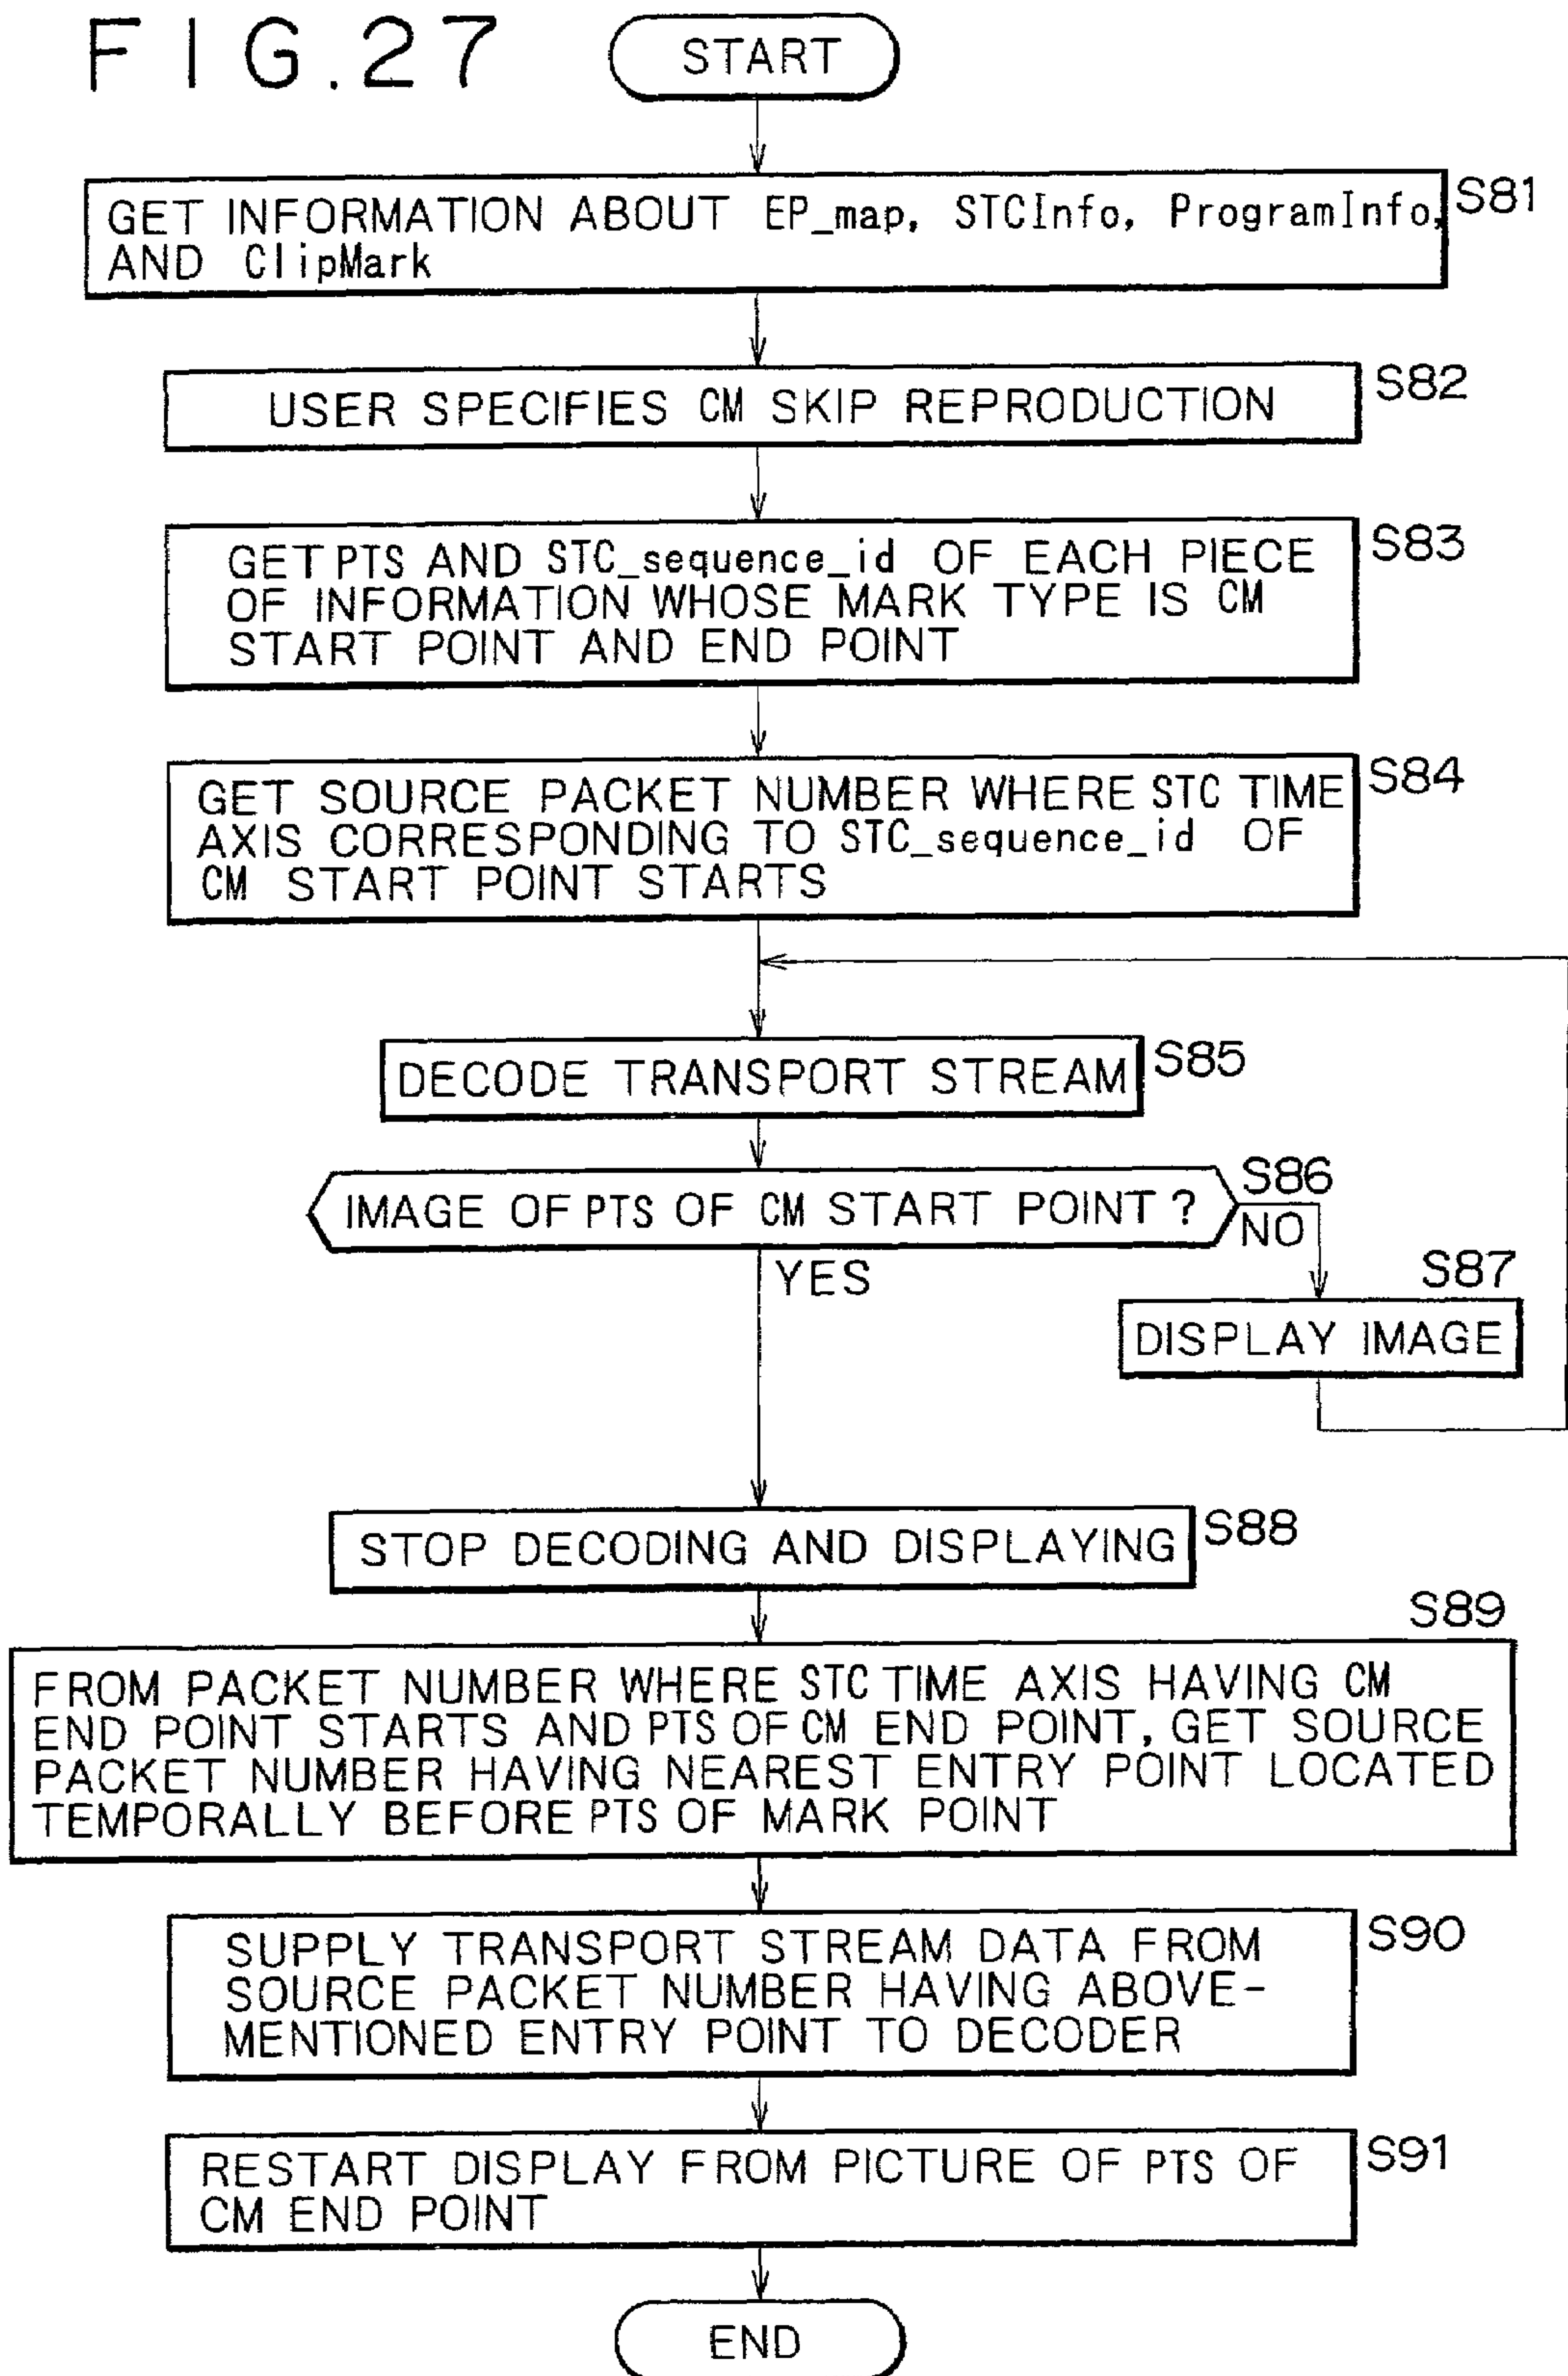 FIG.27
START
GET INFORMATION ABOUT EP_map, STCInfo, ProgramInfo,
AND ClipMark
S81
USER SPECIFIES CM SKIP REPRODUCTION
S82
GET PTS AND STC_sequence_id OF EACH PIECE
OF INFORMATION WHOSE MARK TYPE IS CM
START POINT AND END POINT
S83
GET SOURCE PACKET NUMBER WHERE STC TIME
AXIS CORRESPONDING TO STC_sequence_id OF
CM START POINT STARTS
S84
DECODE TRANSPORT STREAM
S85
IMAGE OF PTS OF CM START POINT?
S86
NO
YES
S87
DISPLAY IMAGE
STOP DECODING AND DISPLAYING
S88
S89
FROM PACKET NUMBER WHERE STC TIME AXIS HAVING CM
END POINT STARTS AND PTS OF CM END POINT, GET SOURCE
PACKET NUMBER HAVING NEAREST ENTRY POINT LOCATED
TEMPORALLY BEFORE PTS OF MARK POINT
SUPPLY TRANSPORT STREAM DATA FROM
SOURCE PACKET NUMBER HAVING ABOVE-
MENTIONED ENTRY POINT TO DECODER
S90
RESTART DISPLAY FROM PICTURE OF PTS OF
CM END POINT
S91
END